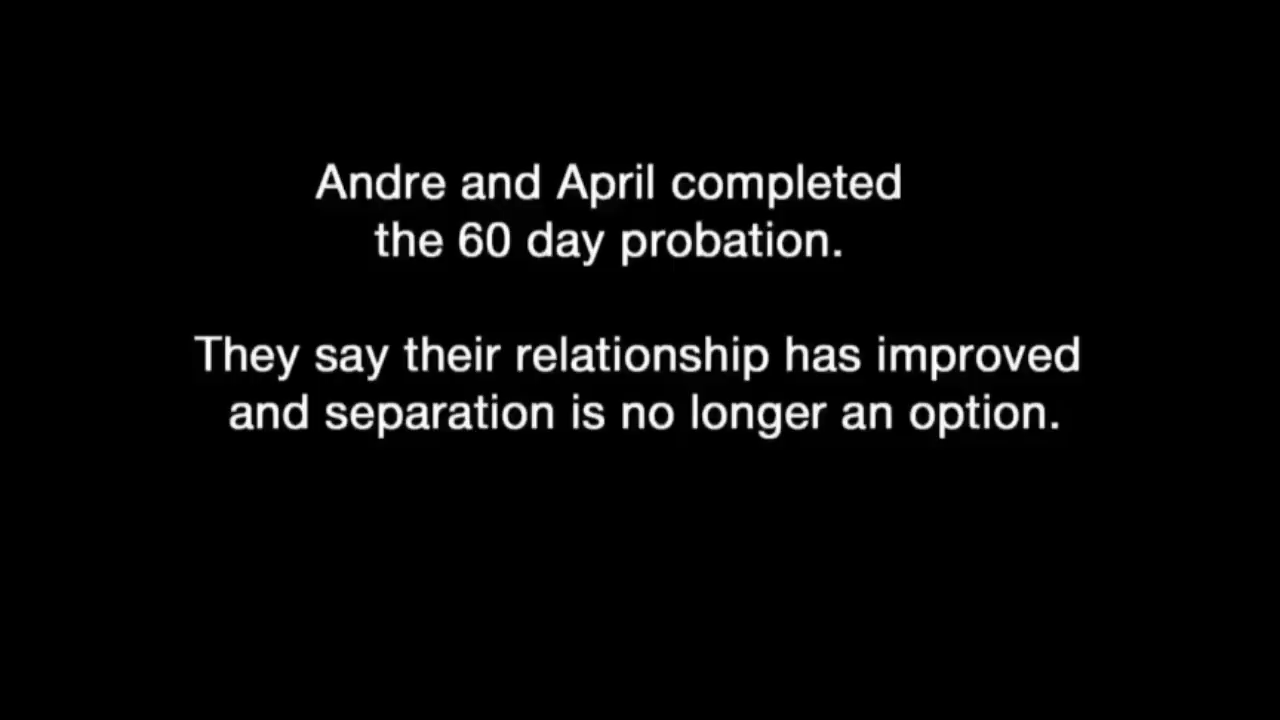 Andre and April completed
the 60 day probation.
They say their relationship has improved
and separation is no longer an option.